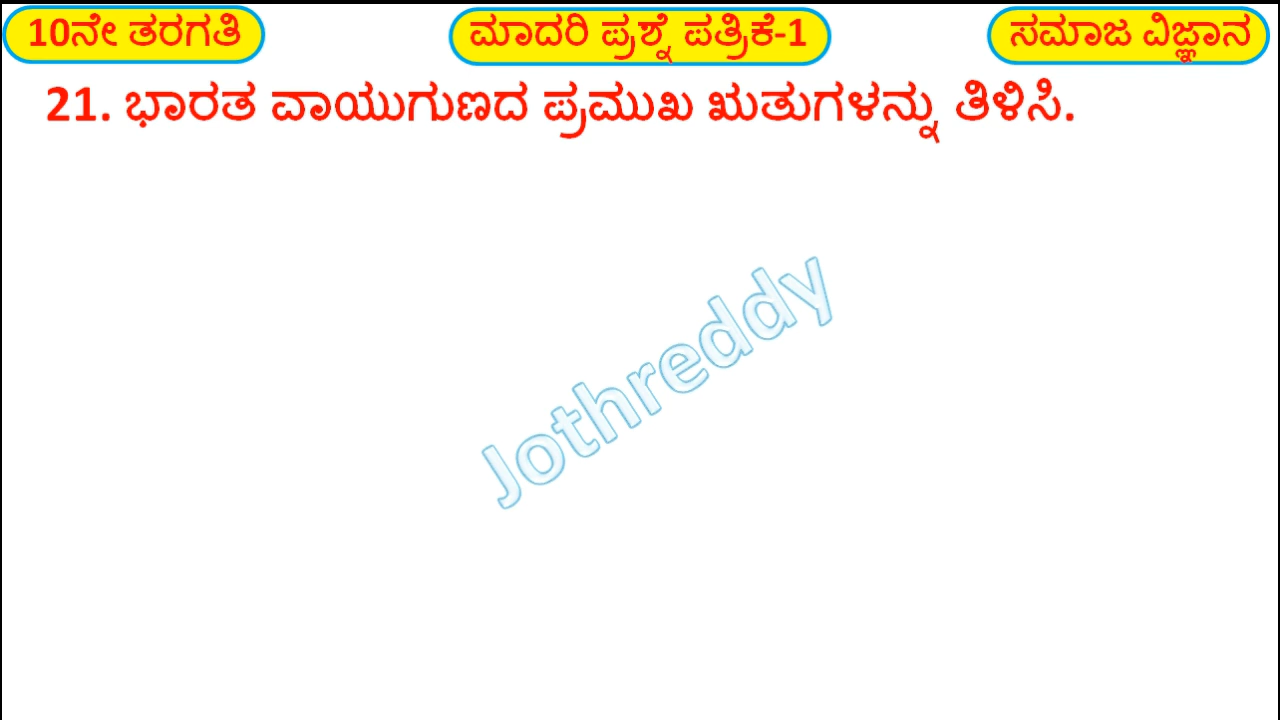 10ನೇ ತರಗತಿ
ಮಾದರಿ ಪ್ರಶ್ನೆ ಪತ್ರಿಕೆ-1
ಸಮಾಜ ವಿಜ್ಞಾನ
21. ಭಾರತ ವಾಯುಗುಣದ ಪ್ರಮುಖ ಋತುಗಳನ್ನು ತಿಳಿಸಿ.
Jothreddy